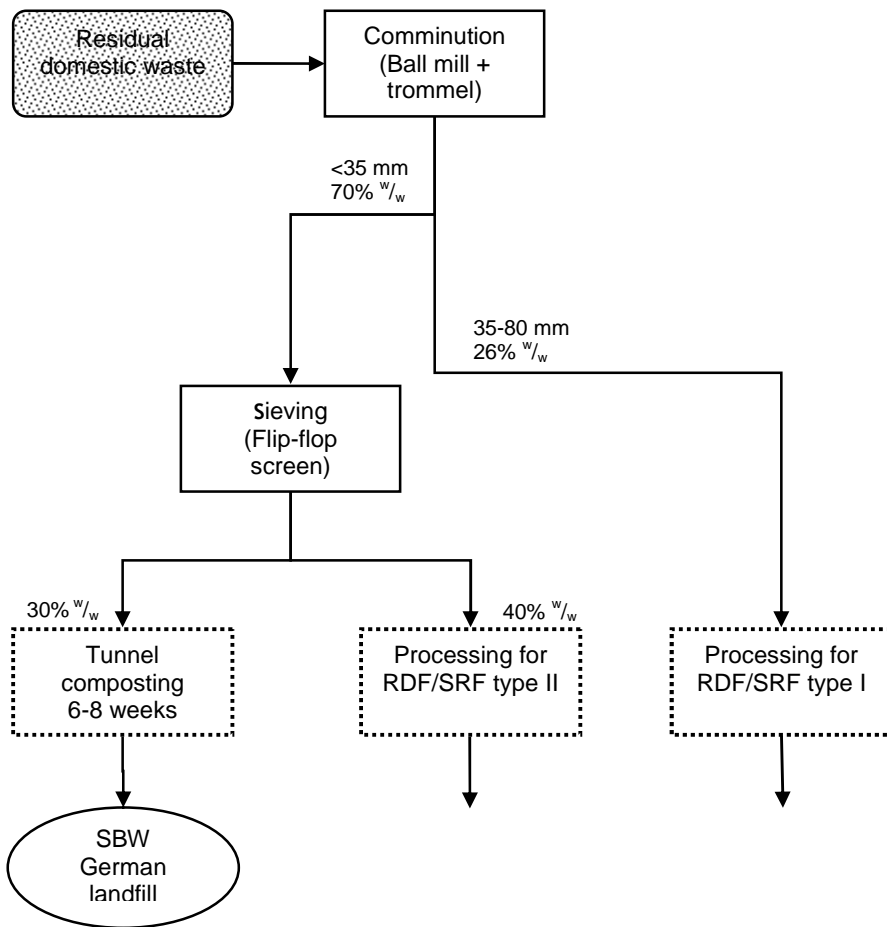 Residual
domestic waste
Comminution
(Ball mill +
trommel)
<35 mm
70% w/w
35-80 mm
26% w/w
Sieving
(Flip-flop
screen)
30% w/w
40% w/w
Tunnel
composting
6-8 weeks
Processing for
RDF/SRF type II
Processing for
RDF/SRF type I
SBW
German
landfill